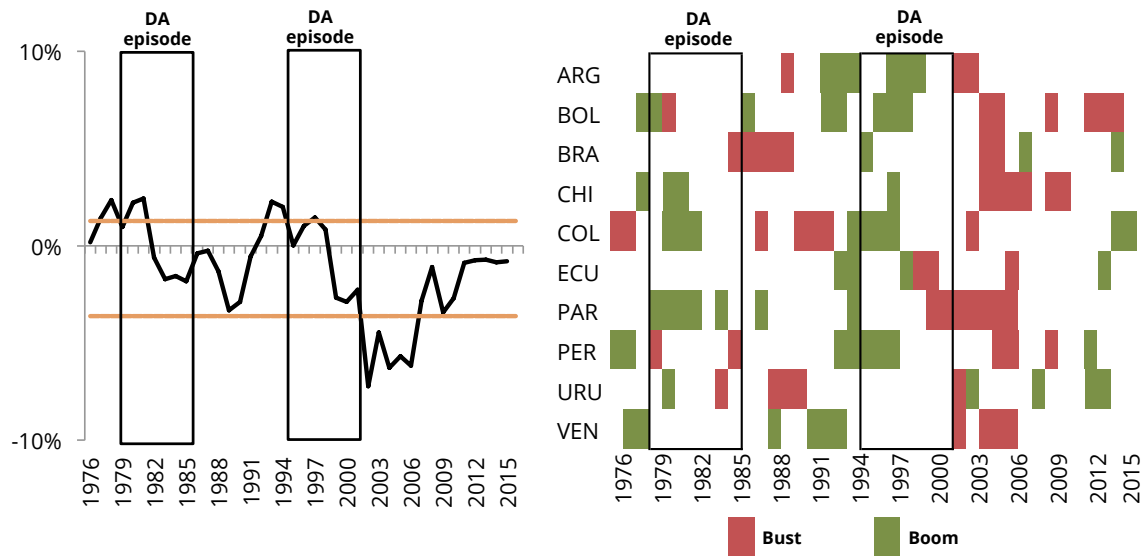 DA
episode
DA
episode
10%
0%
-10%
1976
1979
1982
1985
1988
1991
1994
1997
2000
2003
2006
2009
2012
2015
DA
episode
DA
episode
ARG
BOL
BRA
CHI
COL
ECU
PAR
PER
URU
VEN
1976
1979
1982
1985
1988
1991
1994
1997
2000
2003
2006
2009
2012
2015
Bust
Boom